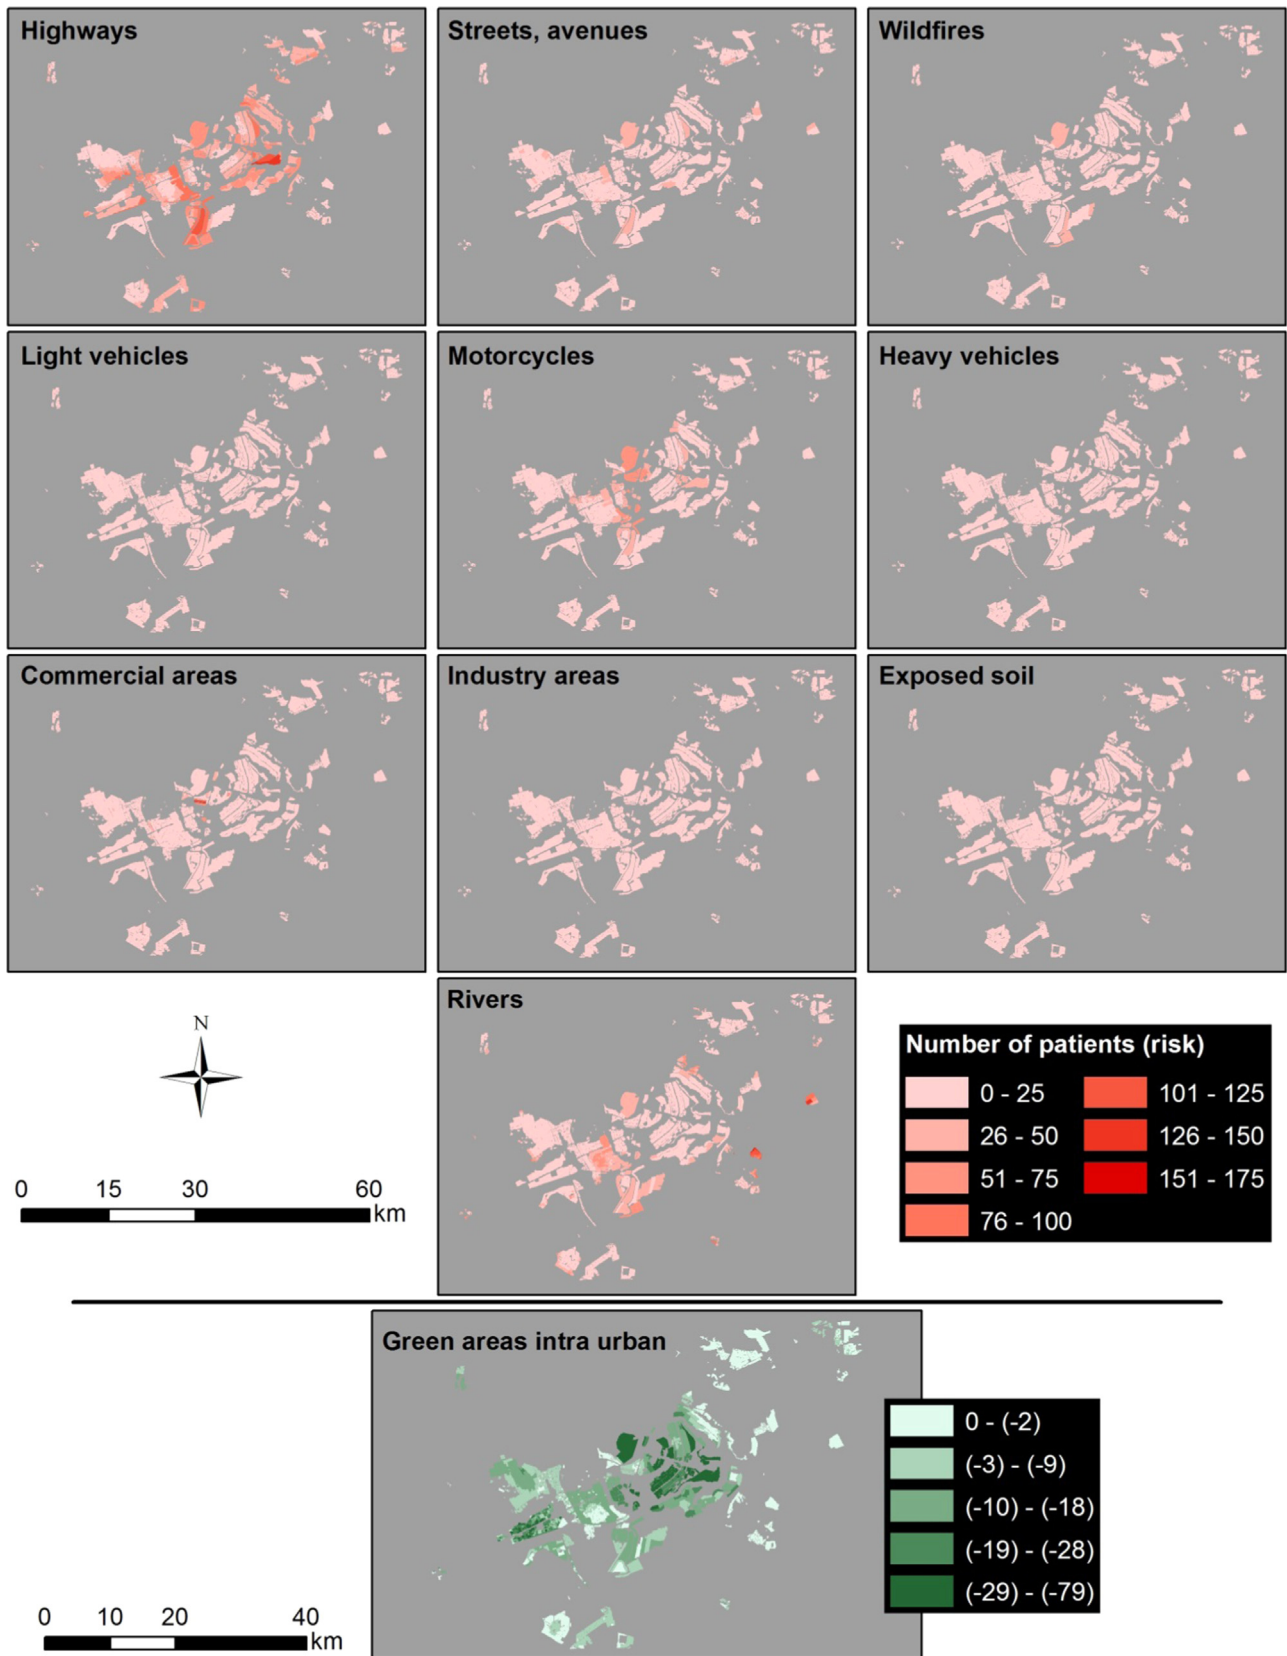 Highways
Streets, avenues
Wildfires
Light vehicles
Motorcycles
Heavy vehicles
Commercial areas
Industry areas
Exposed soil
Rivers
N
0 15 30 60
km
Number of patients (risk)
0 - 25
26 - 50
51 - 75
76 - 100
101 - 125
126 - 150
151 - 175
Green areas intra urban
0 - (-2)
(-3) - (-9)
(-10) - (-18)
(-19) - (-28)
(-29) - (-79)
0 10 20 40
km